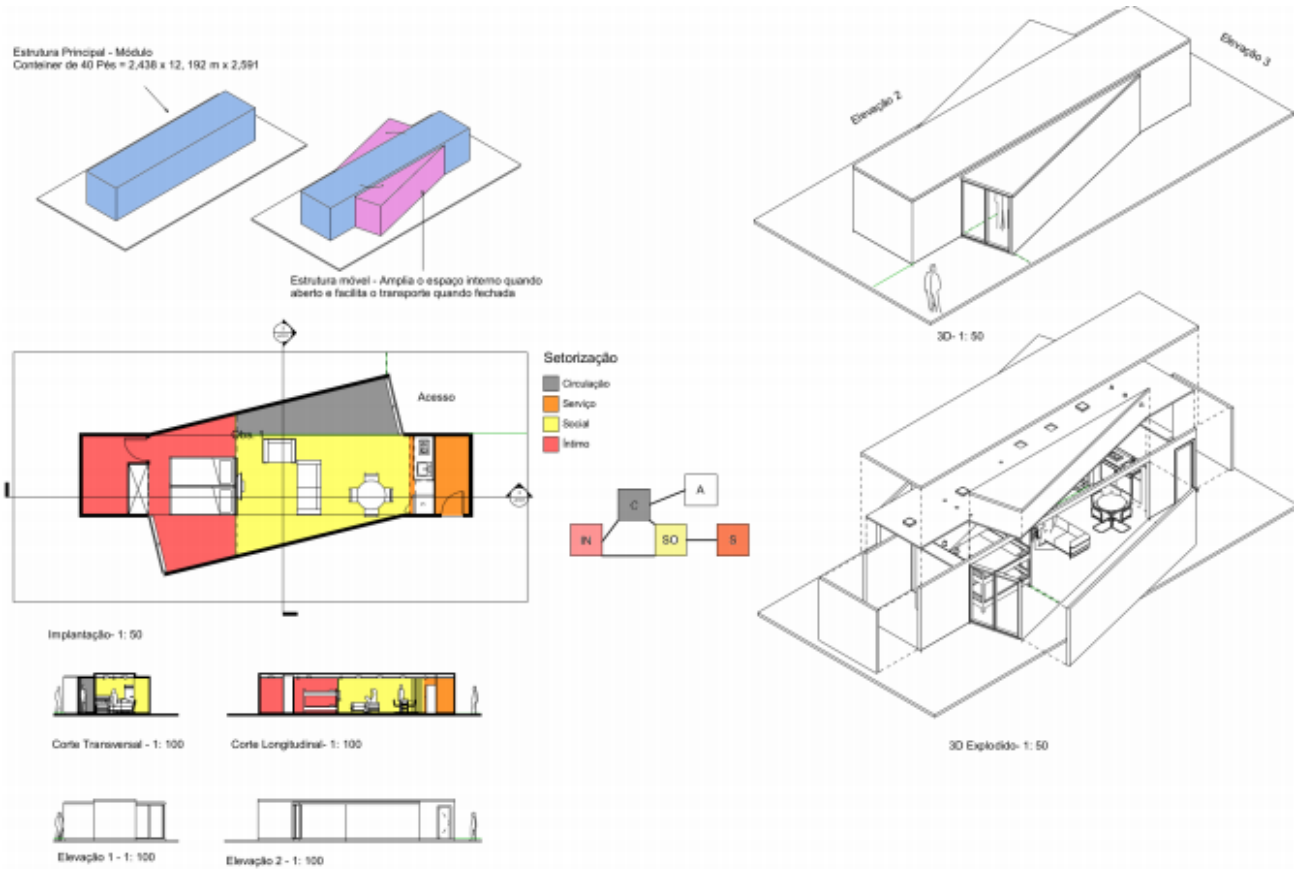 Estrutura Principal - Módulo
Conteiner de 40 Pés = 2,438 x 12, 192 m x 2,591
Estrutura móvel - Amplia o espaço interno quando
aberto e facilita o transporte quando fechada
Elevação 2
Elevação 3
3D- 1: 50
Acesso
Obs. 1
Setorização
Circulação
Serviço
Social
Íntimo
A
C
IN
SO
S
Implantação- 1: 50
Corte Transversal - 1: 100
Corte Longitudinal- 1: 100
3D Explodido- 1: 50
Elevação 1 - 1: 100
Elevação 2 - 1: 100